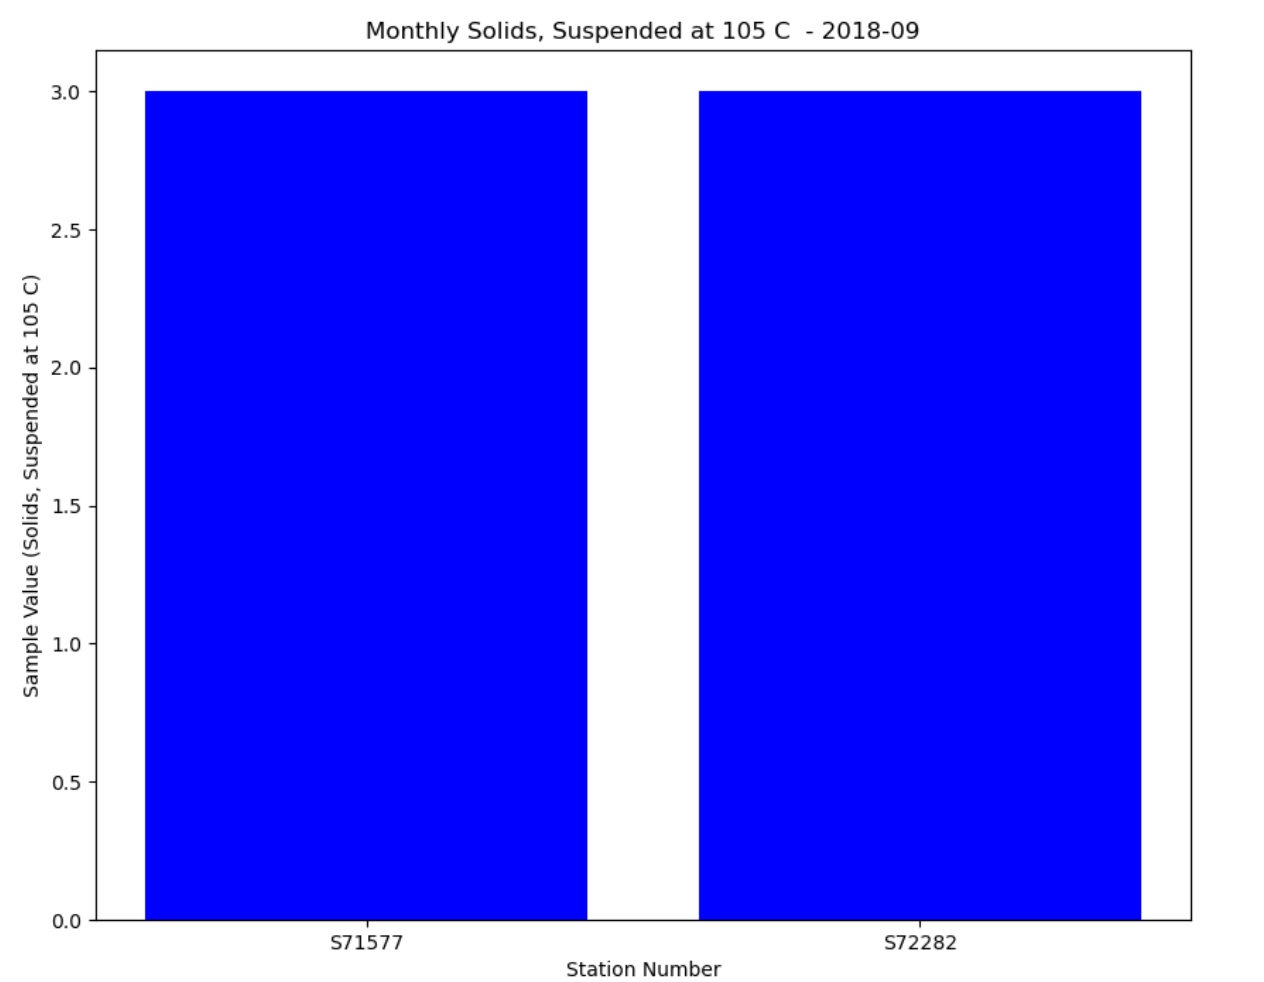 Monthly Solids, Suspended at 105 C  - 2018-09
Sample Value (Solids, Suspended at 105 C)
3.0
2.5
2.0
1.5
1.0
0.5
0.0
S71577
S72282
Station Number